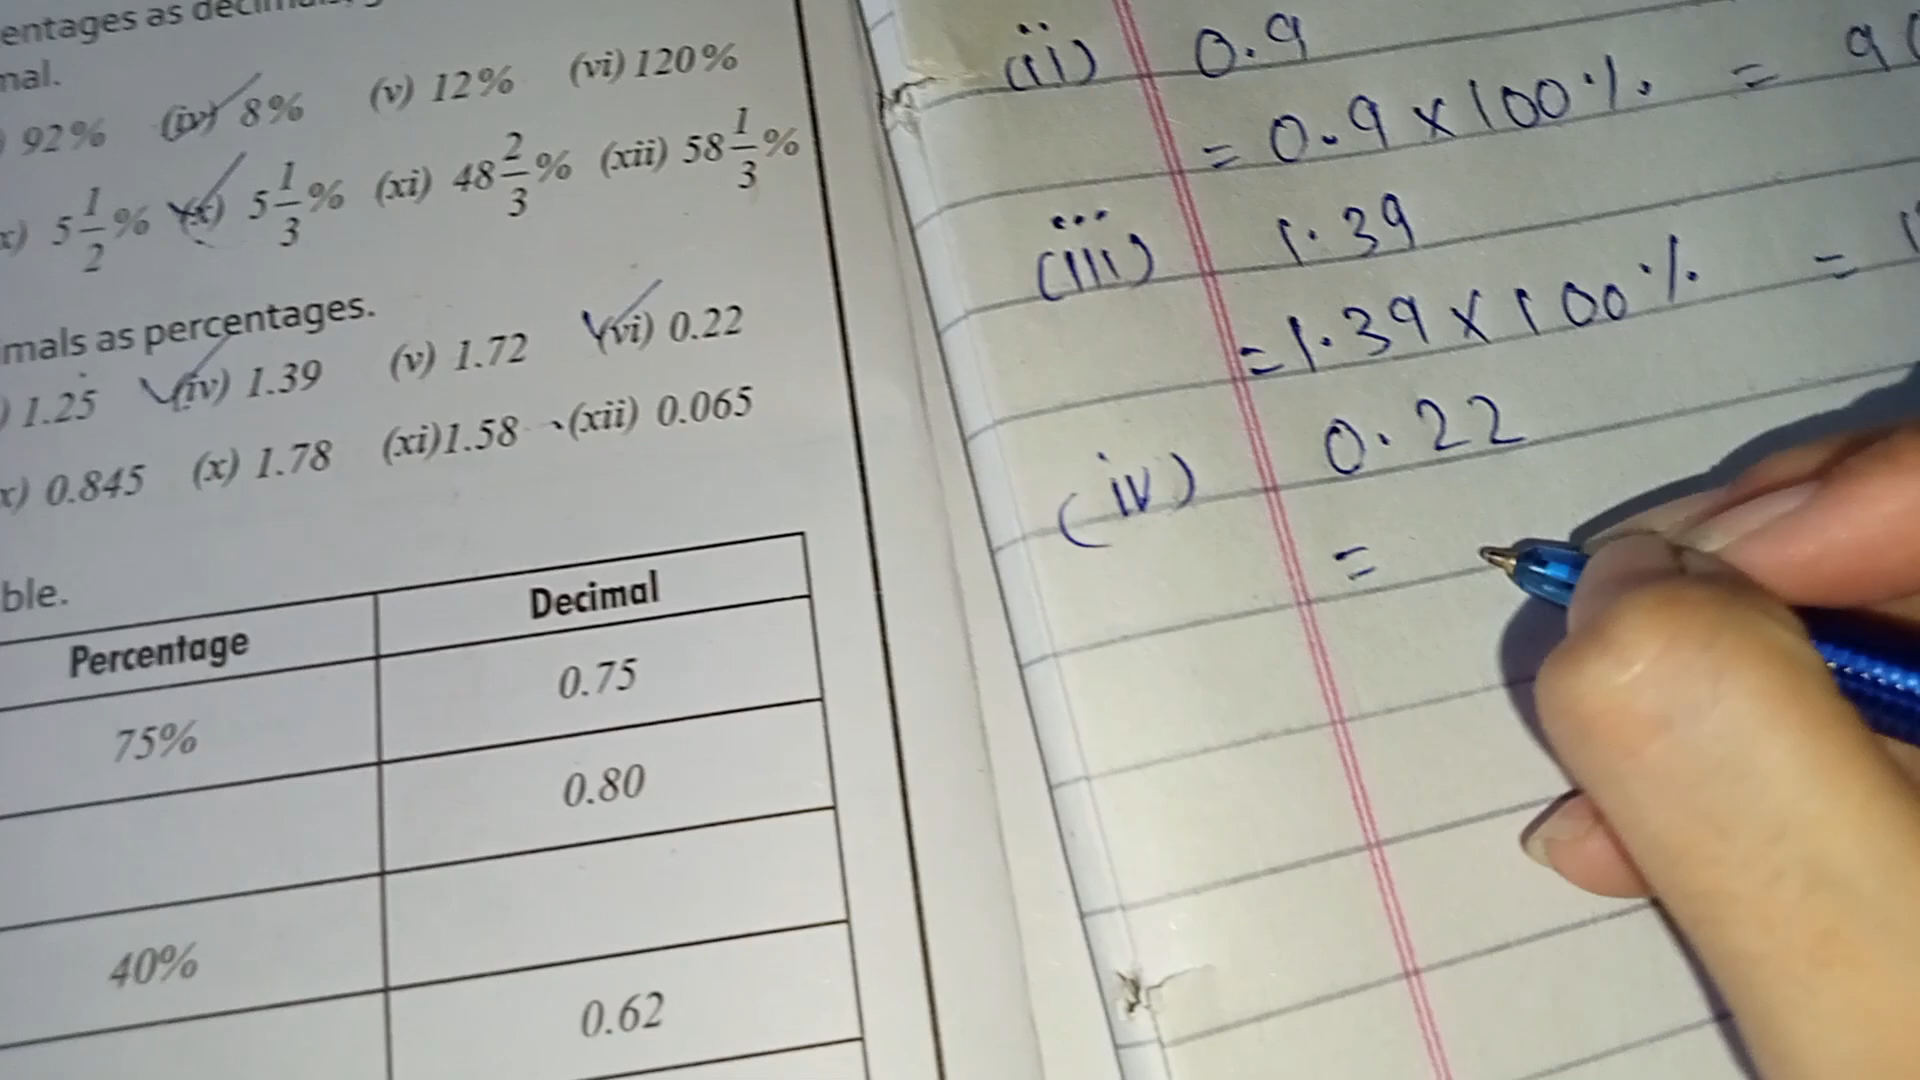 entages as
mal.
92% (iv) 8% (v) 12% (vi) 120%
x) 5 1/2 % (x) 5 1/3 % (xi) 48 2/3 % (xii) 58 1/3 %
mals as percentages.
) 1.25 (iv) 1.39 (v) 1.72 (vi) 0.22
x) 0.845 (x) 1.78 (xi) 1.58 (xii) 0.065
ble.
Percentage Decimal
75% 0.75
0.80
40%
0.62
(ii) 0.9
= 0.9 × 100% = 9
(iii) 1.39
= 1.39 × 100% = 1
(iv) 0.22
=